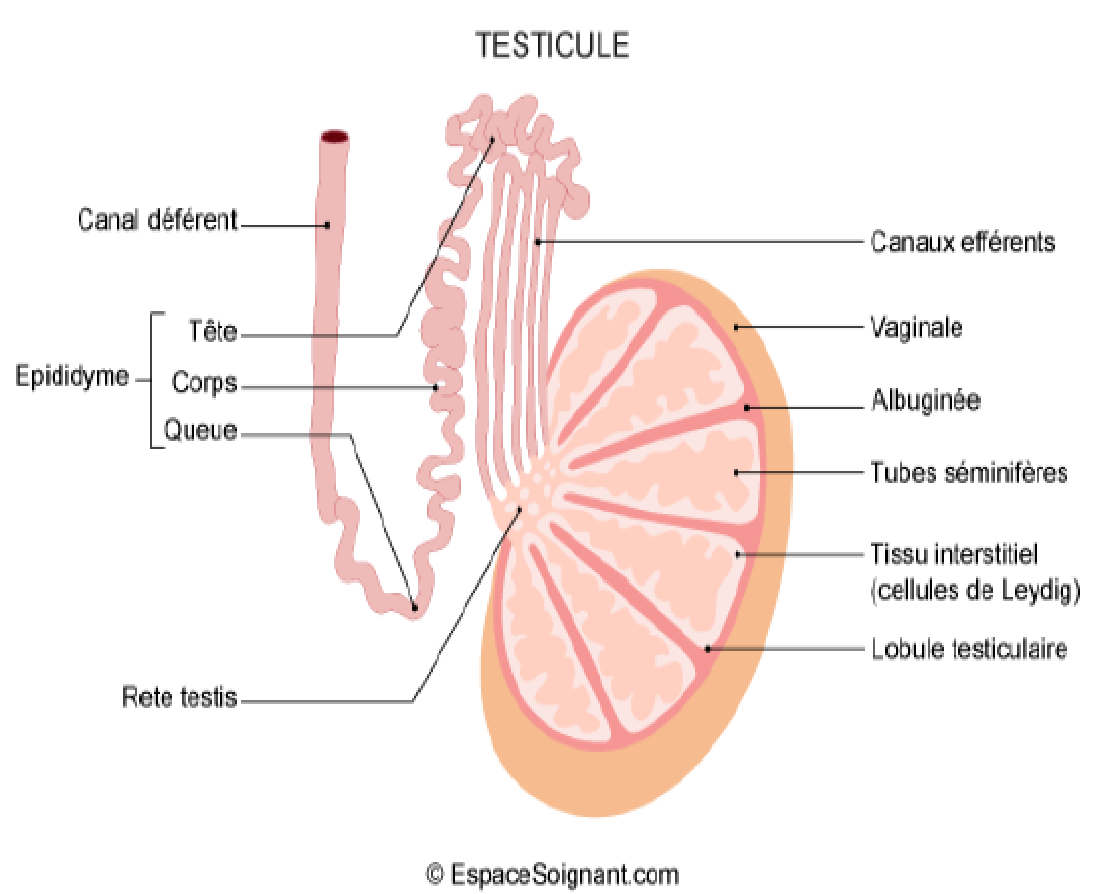 TESTICULE
Canal déférent
Epididyme
Tête
Corps
Queue
Rete testis
Canaux efférents
Vaginale
Albuginée
Tubes séminifères
Tissu interstitiel
(cellules de Leydig)
Lobule testiculaire
© EspaceSoignant.com